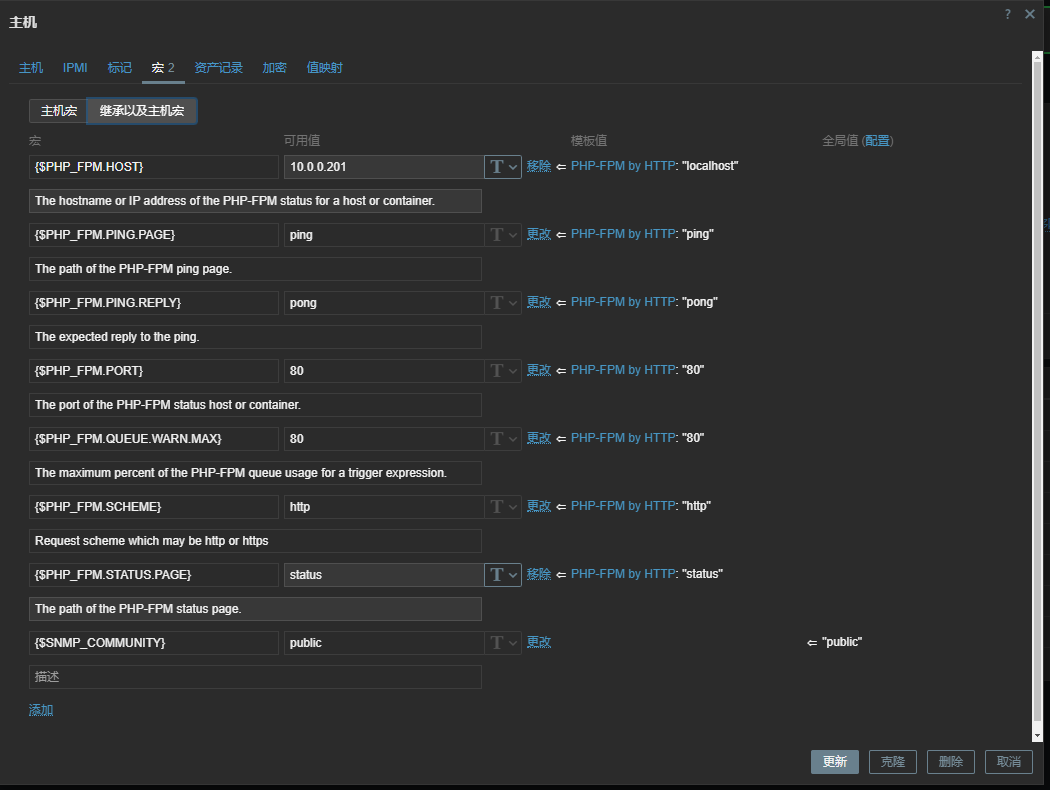 主机
?
主机 IPMI 标记 宏 2 资产记录 加密 值映射
主机宏 继承以及主机宏
宏 可用值 模板值 全局值 (配置)
{$PHP_FPM.HOST} 10.0.0.201 T 移除 ⇐ PHP-FPM by HTTP: "localhost"
The hostname or IP address of the PHP-FPM status for a host or container.
{$PHP_FPM.PING.PAGE} ping T 更改 ⇐ PHP-FPM by HTTP: "ping"
The path of the PHP-FPM ping page.
{$PHP_FPM.PING.REPLY} pong T 更改 ⇐ PHP-FPM by HTTP: "pong"
The expected reply to the ping.
{$PHP_FPM.PORT} 80 T 更改 ⇐ PHP-FPM by HTTP: "80"
The port of the PHP-FPM status host or container.
{$PHP_FPM.QUEUE.WARN.MAX} 80 T 更改 ⇐ PHP-FPM by HTTP: "80"
The maximum percent of the PHP-FPM queue usage for a trigger expression.
{$PHP_FPM.SCHEME} http T 更改 ⇐ PHP-FPM by HTTP: "http"
Request scheme which may be http or https
{$PHP_FPM.STATUS.PAGE} status T 移除 ⇐ PHP-FPM by HTTP: "status"
The path of the PHP-FPM status page.
{$SNMP_COMMUNITY} public T 更改 ⇐ "public"
描述
添加
更新 克隆 删除 取消